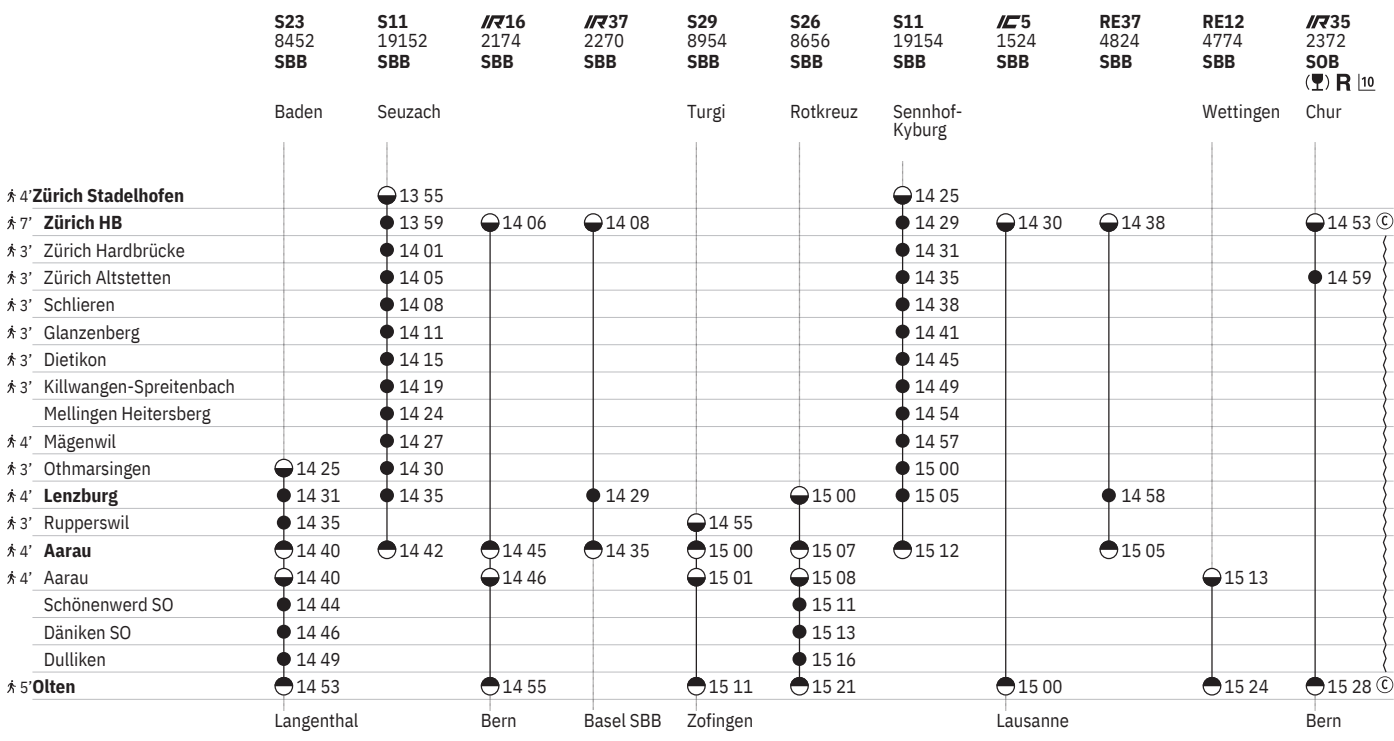 S23 S11 IR16 IR37 S29 S26 S11 IC5 RE37 RE12 IR35
8452 19152 2174 2270 8954 8656 19154 1524 4824 4774 2372
SBB SBB SBB SBB SBB SBB SBB SBB SBB SBB SOB
R 10
Baden Seuzach Turgi Rotkreuz Sennhof- Wettingen Chur
Kyburg
4’ Zürich Stadelhofen 13 55 14 25
7’ Zürich HB 13 59 14 06 14 08 14 29 14 30 14 38 14 53 ©
3’ Zürich Hardbrücke 14 01 14 31
3’ Zürich Altstetten 14 05 14 35 14 59
3’ Schlieren 14 08 14 38
3’ Glanzenberg 14 11 14 41
3’ Dietikon 14 15 14 45
3’ Killwangen-Spreitenbach 14 19 14 49
Mellingen Heitersberg 14 24 14 54
4’ Mägenwil 14 27 14 57
3’ Othmarsingen 14 25 14 30 15 00
4’ Lenzburg 14 31 14 35 14 29 15 00 15 05 14 58
3’ Rupperswil 14 35 14 55
4’ Aarau 14 40 14 42 14 45 14 35 15 00 15 07 15 12 15 05
4’ Aarau 14 40 14 46 15 01 15 08 15 13
Schönenwerd SO 14 44 15 11
Däniken SO 14 46 15 13
Dulliken 14 49 15 16
5’ Olten 14 53 14 55 15 11 15 21 15 00 15 24 15 28 ©
Langenthal Bern Basel SBB Zofingen Lausanne Bern